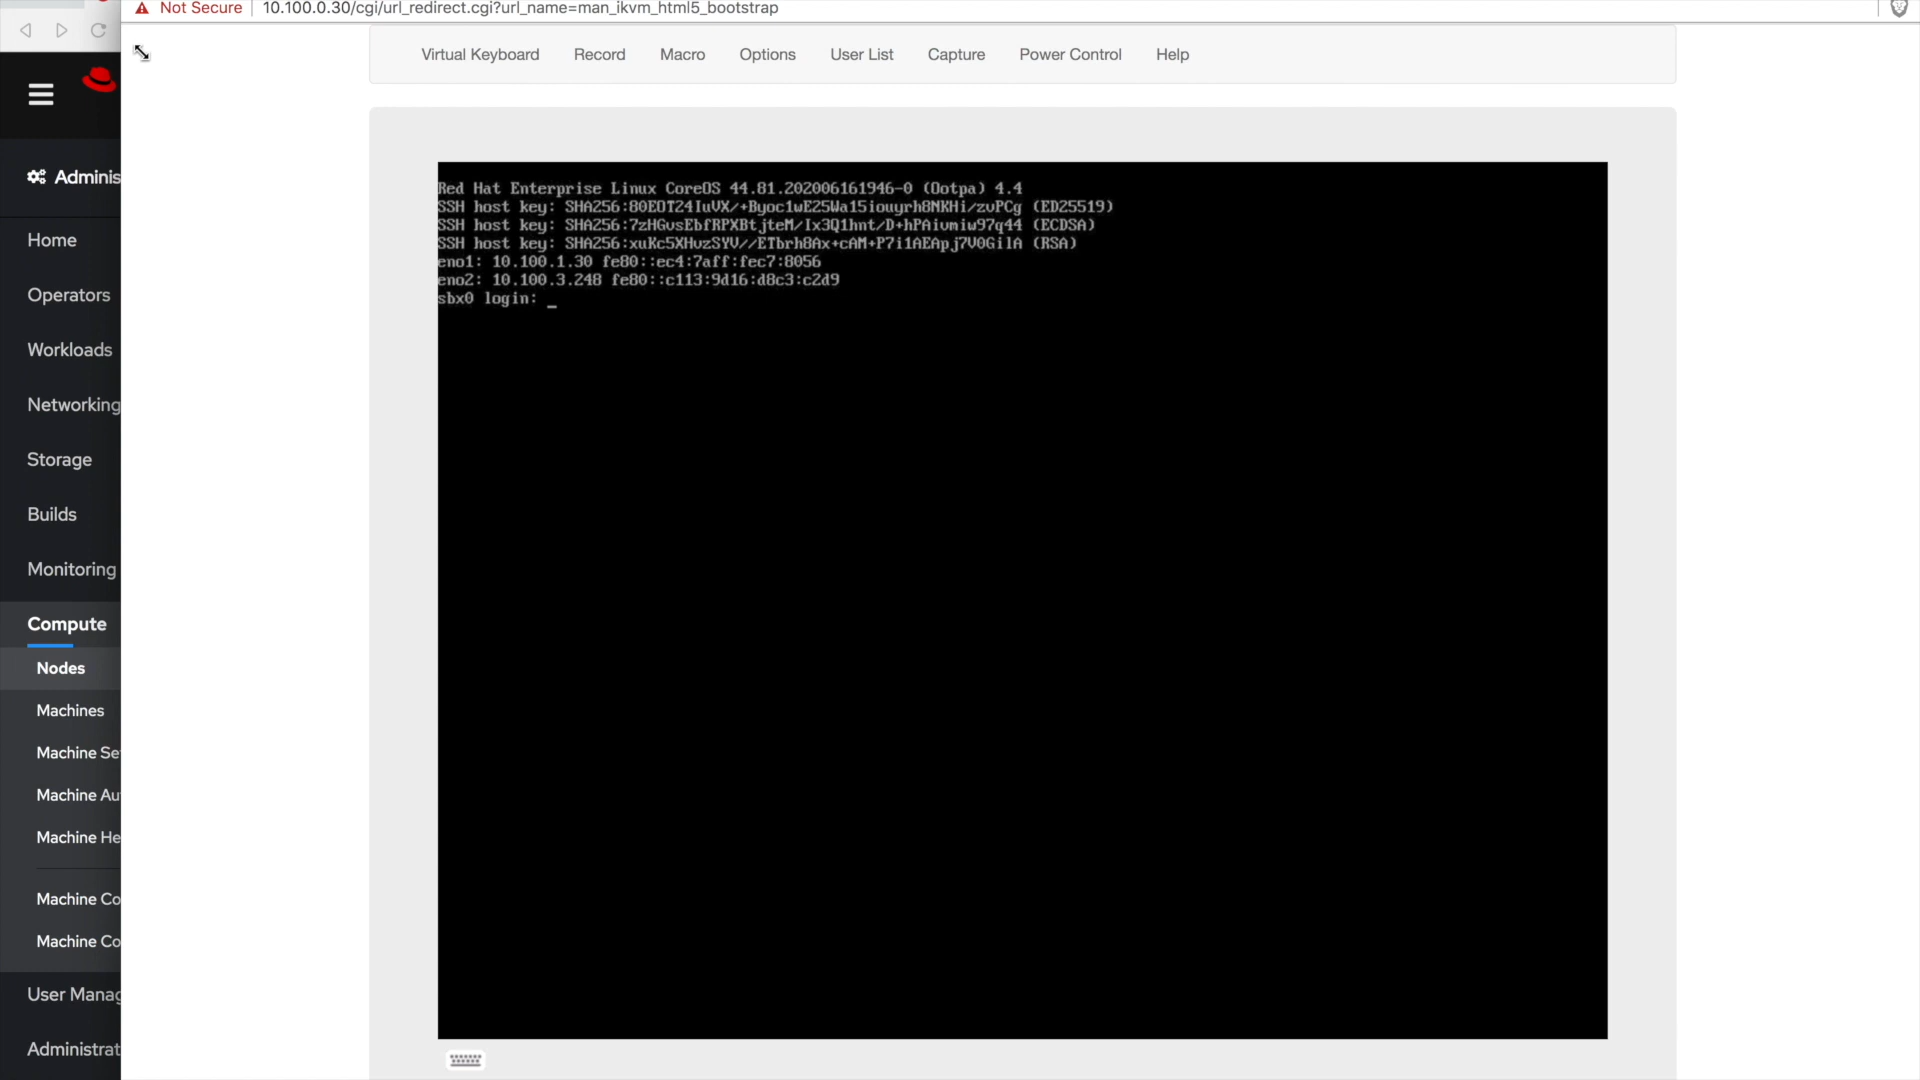 Not Secure
10.100.0.30/cgi/url_redirect.cgi?url_name=man_ikvm_html5_bootstrap
Virtual Keyboard
Record
Macro
Options
User List
Capture
Power Control
Help
Adminis
Home
Operators
Workloads
Networking
Storage
Builds
Monitoring
Compute
Nodes
Machines
Machine Se
Machine Au
Machine He
Machine Co
Machine Co
User Manag
Administrat
Red Hat Enterprise Linux CoreOS 44.81.202006161946-0 (Ootpa) 4.4
SSH host key: SHA256:80EOT24IuVX/+Byoc1wE25Wa15iouyrh8NKHi/zvPCg (ED25519)
SSH host key: SHA256:7zHGvsEbfRPXBtjteM/Ix3Q1hnt/D+hPAivmiw97q44 (ECDSA)
SSH host key: SHA256:xuKc5XHvzSYV//ETbrh8Ax+cAM+P7i1AEApj7V0GilA (RSA)
eno1: 10.100.1.30 fe80::ec4:7aff:fec7:8056
eno2: 10.100.3.248 fe80::c113:9d16:d8c3:c2d9
sbx0 login: _